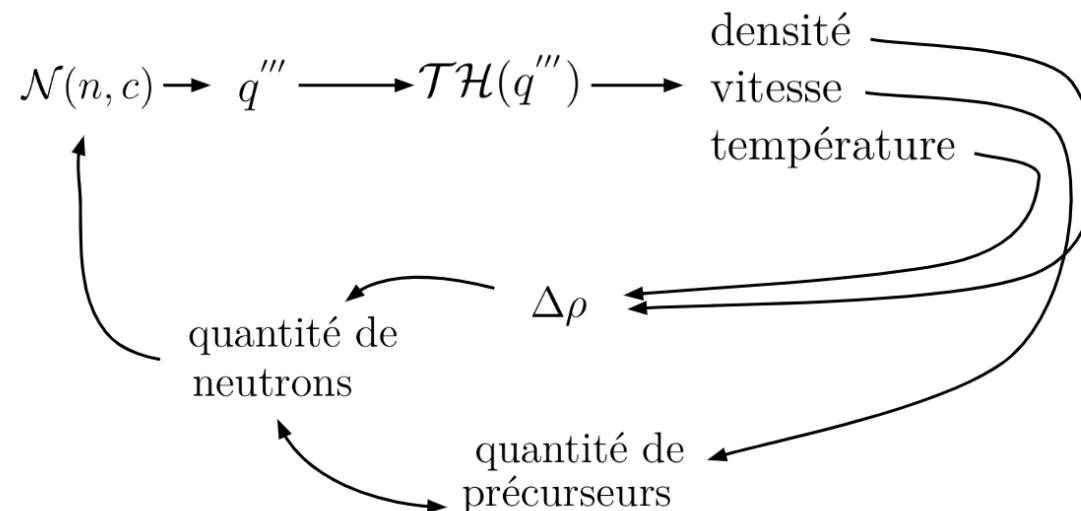 densité
𝒩(n, c) q''' 𝒯ℋ(q''') vitesse
température
Δρ
quantité de
neutrons
quantité de
précurseurs